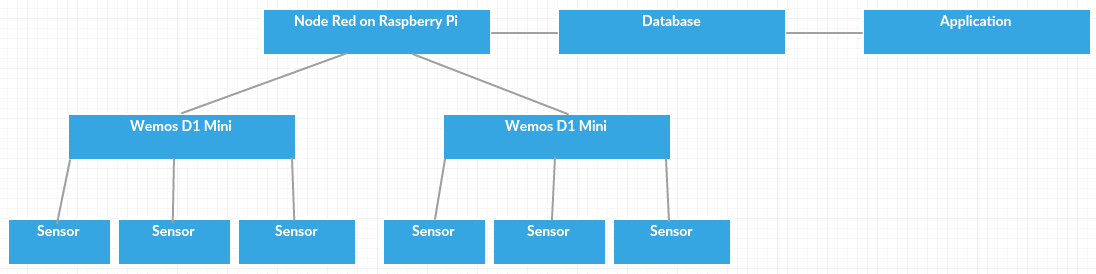 Node Red on Raspberry Pi
Database
Application
Wemos D1 Mini
Wemos D1 Mini
Sensor
Sensor
Sensor
Sensor
Sensor
Sensor